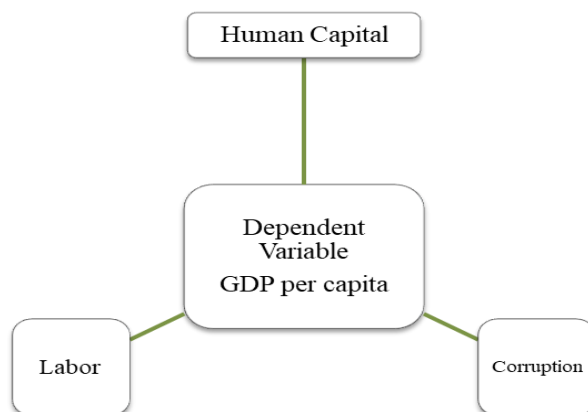 Human Capital
Dependent
Variable
GDP per capita
Labor
Corruption